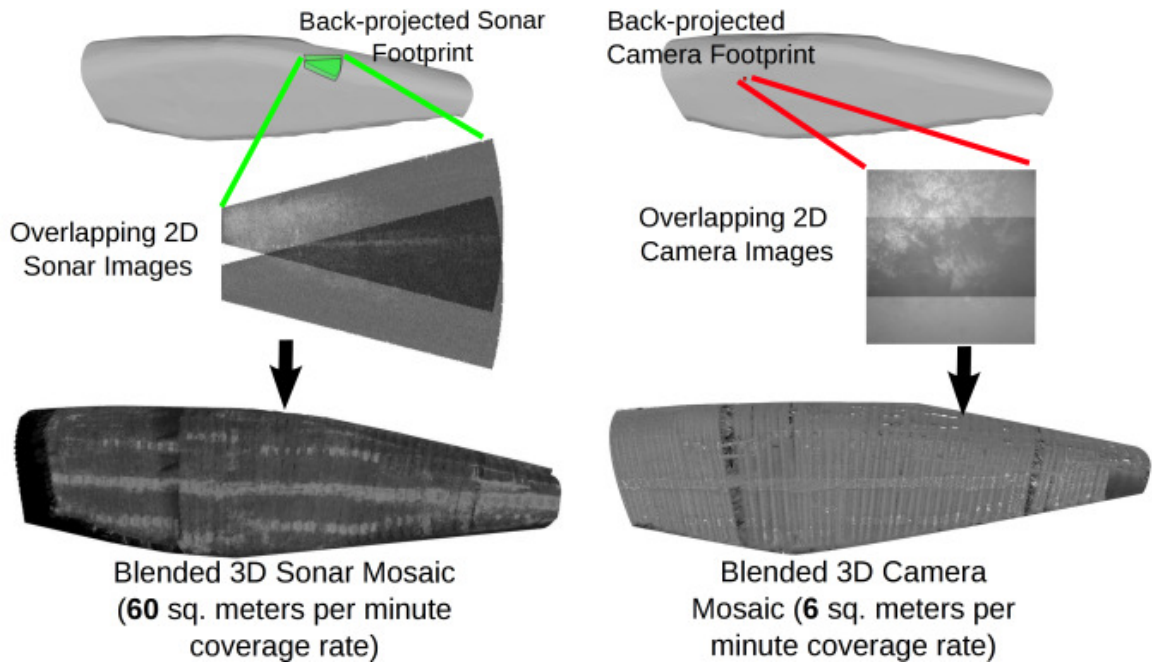 Back-projected Sonar
Footprint
Overlapping 2D
Sonar Images
Blended 3D Sonar Mosaic
(60 sq. meters per minute
coverage rate)
Back-projected
Camera Footprint
Overlapping 2D
Camera Images
Blended 3D Camera
Mosaic (6 sq. meters per
minute coverage rate)